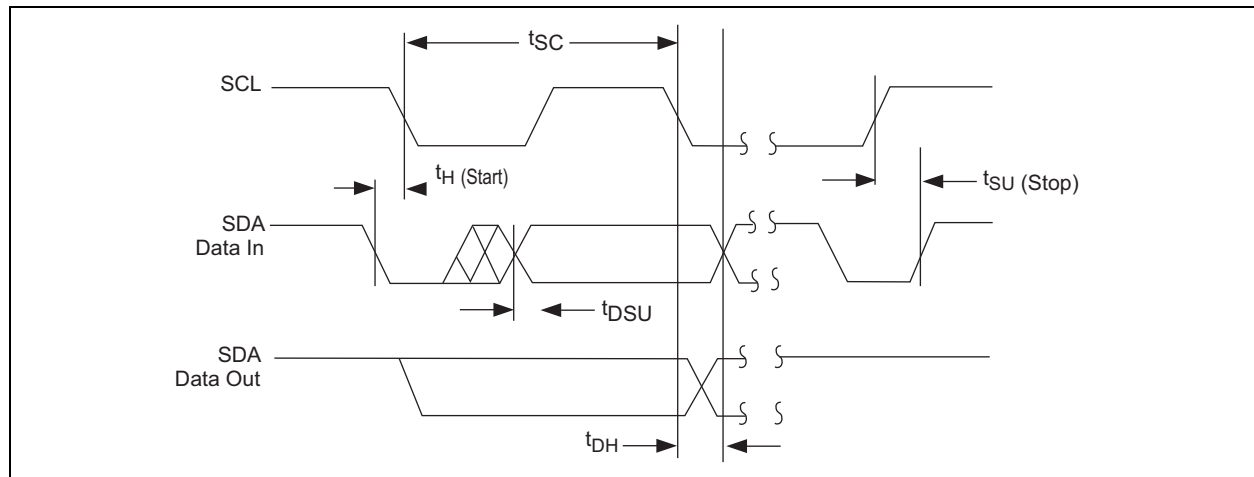 tSC
SCL
tH (Start)
tSU (Stop)
SDA
Data In
tDSU
SDA
Data Out
tDH